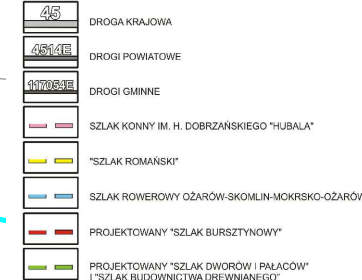 45
DROGA KRAJOWA
4514E
DROGI POWIATOWE
117054E
DROGI GMINNE
SZLAK KONNY IM. H. DOBRZAŃSKIEGO "HUBALA"
"SZLAK ROMAŃSKI"
SZLAK ROWEROWY OŻARÓW-SKOMLIN-MOKRSKO-OŻARÓW
PROJEKTOWANY "SZLAK BURSZTYNOWY"
PROJEKTOWANY "SZLAK DWORÓW I PAŁACÓW"
I "SZLAK BUDOWNICTWA DREWNIANEGO"